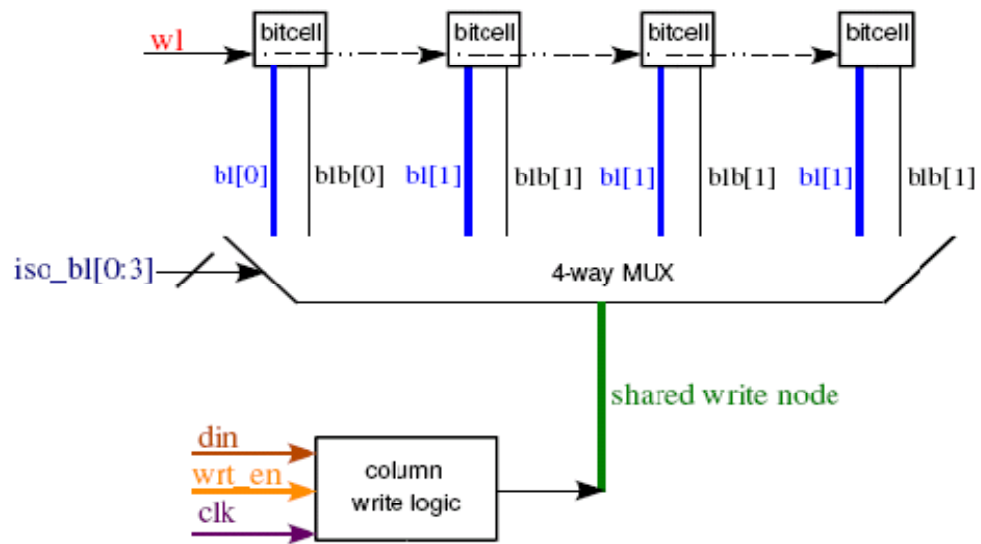 bitcell bitcell bitcell bitcell
wl
bl[0] blb[0] bl[1] blb[1] bl[1] blb[1] bl[1] blb[1]
iso_bl[0:3]
4-way MUX
shared write node
din
wrt_en
clk
column
write logic